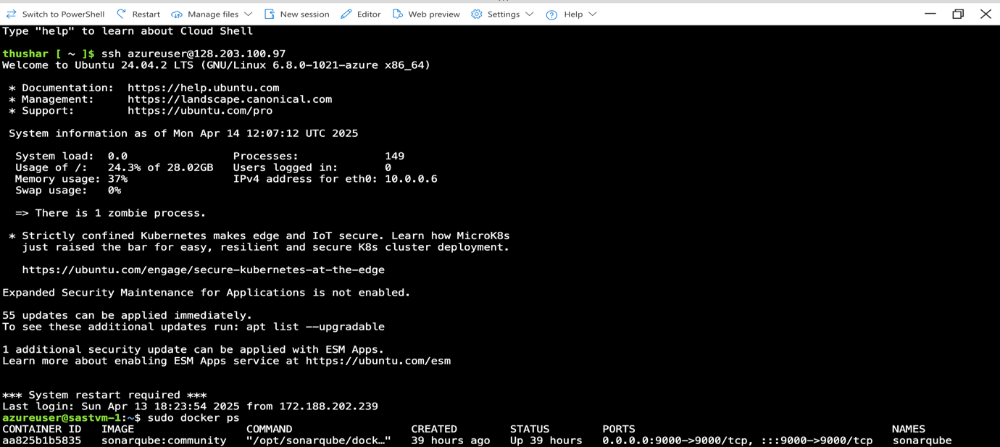 Switch to PowerShell Restart Manage files New session Editor Web preview Settings Help
Type "help" to learn about Cloud Shell
thushar [ ~ ]$ ssh azureuser@128.203.100.97
Welcome to Ubuntu 24.04.2 LTS (GNU/Linux 6.8.0-1021-azure x86_64)
* Documentation: https://help.ubuntu.com
* Management: https://landscape.canonical.com
* Support: https://ubuntu.com/pro
System information as of Mon Apr 14 12:07:12 UTC 2025
System load: 0.0 Processes: 149
Usage of /: 24.3% of 28.02GB Users logged in: 0
Memory usage: 37% IPv4 address for eth0: 10.0.0.6
Swap usage: 0%
=> There is 1 zombie process.
* Strictly confined Kubernetes makes edge and IoT secure. Learn how MicroK8s
just raised the bar for easy, resilient and secure K8s cluster deployment.
https://ubuntu.com/engage/secure-kubernetes-at-the-edge
Expanded Security Maintenance for Applications is not enabled.
55 updates can be applied immediately.
To see these additional updates run: apt list --upgradable
1 additional security update can be applied with ESM Apps.
Learn more about enabling ESM Apps service at https://ubuntu.com/esm
*** System restart required ***
Last login: Sun Apr 13 18:23:54 2025 from 172.188.202.239
azureuser@sastvm-1:~$ sudo docker ps
CONTAINER ID IMAGE COMMAND CREATED STATUS PORTS NAMES
aa825b1b5835 sonarqube:community "/opt/sonarqube/dock…" 39 hours ago Up 39 hours 0.0.0.0:9000->9000/tcp, :::9000->9000/tcp sonarqube